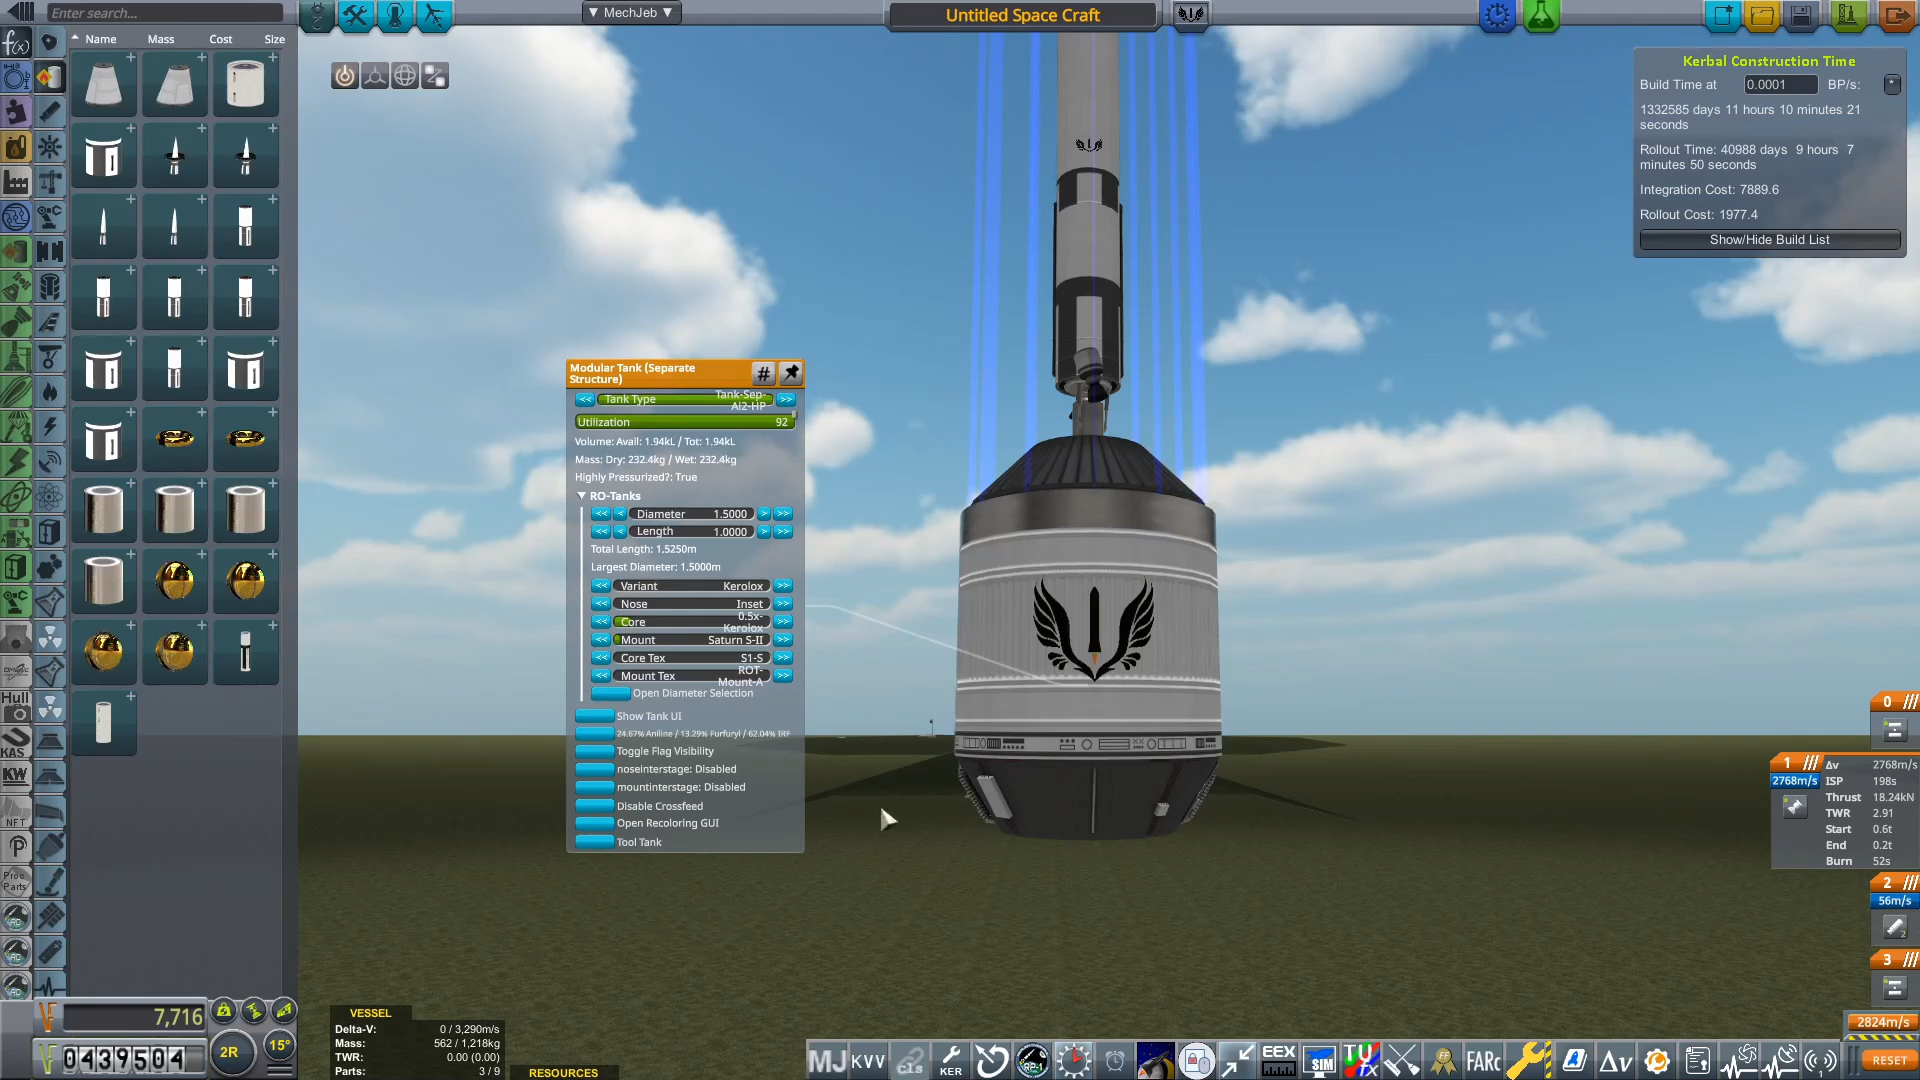 Enter search...
▼ MechJeb ▼
Untitled Space Craft
Name Mass Cost Size
f(x)
Kerbal Construction Time
Build Time at 0.0001 BP/s: *
1332585 days 11 hours 10 minutes 21
seconds
Rollout Time: 40988 days 9 hours 7
minutes 50 seconds
Integration Cost: 7889.6
Rollout Cost: 1977.4
Show/Hide Build List
Modular Tank (Separate
Structure) #
<< Tank Type Tank-Sep-
Al2-HP >>
Utilization 92
Volume: Avail: 1.94kL / Tot: 1.94kL
Mass: Dry: 232.4kg / Wet: 232.4kg
Highly Pressurized?: True
▼ RO-Tanks
<< < Diameter 1.5000 > >>
<< < Length 1.0000 > >>
Total Length: 1.5250m
Largest Diameter: 1.5000m
<< Variant Kerolox >>
<< Nose Inset >>
<< Core 0.5x-
Kerolox >>
<< Mount Saturn S-II >>
<< Core Tex S1-S >>
<< Mount Tex ROT-
Mount-A >>
Open Diameter Selection
Show Tank UI
24.67% Aniline / 13.29% Furfuryl / 62.04% IRF
Toggle Flag Visibility
noseinterstage: Disabled
mountinterstage: Disabled
Disable Crossfeed
Open Recoloring GUI
Tool Tank
Hull
KAS
KW
NFT
Proc
Parts
0
1
2768m/s
Δv 2768m/s
ISP 198s
Thrust 18.24kN
TWR 2.91
Start 0.6t
End 0.2t
Burn 52s
2
56m/s
2
3
2824m/s
RESET
7,716
0439504
2R
15°
VESSEL
Delta-V: 0 / 3,290m/s
Mass: 562 / 1,218kg
TWR: 0.00 (0.00)
Parts: 3 / 9
RESOURCES
MJ KVV cls KER RP-1 EEX SIM TU fx FF FARc Δv